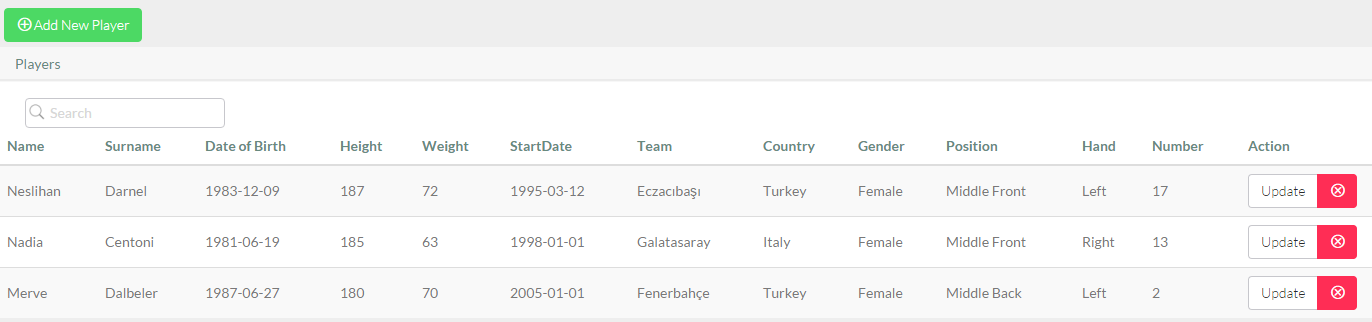 Add New Player
Players
Search
Name Surname Date of Birth Height Weight StartDate Team Country Gender Position Hand Number Action
Neslihan Darnel 1983-12-09 187 72 1995-03-12 Eczacıbaşı Turkey Female Middle Front Left 17 Update
Nadia Centoni 1981-06-19 185 63 1998-01-01 Galatasaray Italy Female Middle Front Right 13 Update
Merve Dalbeler 1987-06-27 180 70 2005-01-01 Fenerbahçe Turkey Female Middle Back Left 2 Update